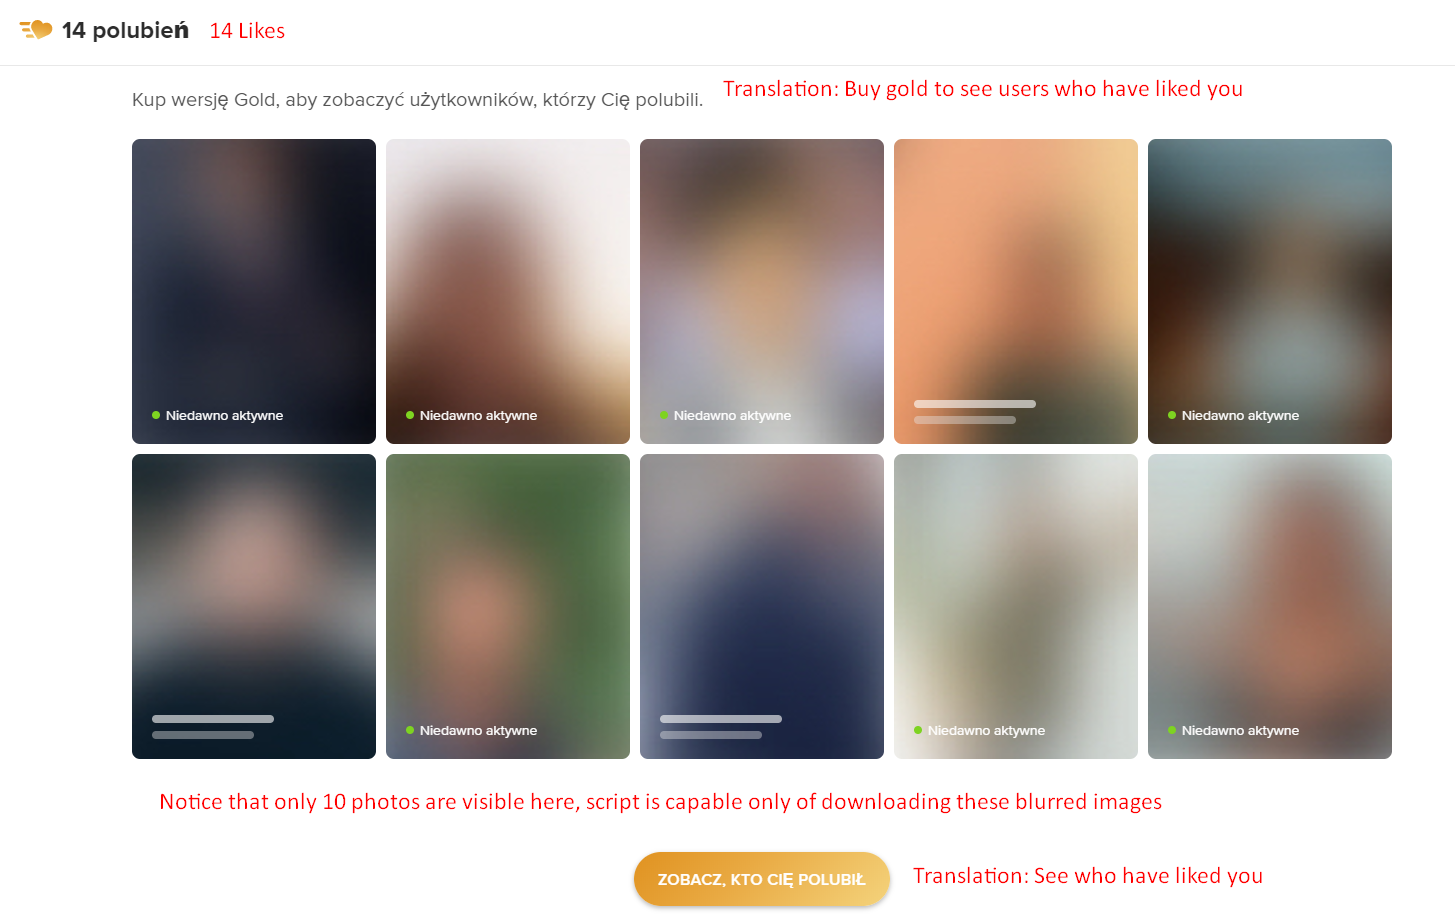 14 polubień 14 Likes
Kup wersję Gold, aby zobaczyć użytkowników, którzy Cię polubili. Translation: Buy gold to see users who have liked you
Niedawno aktywne
Niedawno aktywne
Niedawno aktywne
Niedawno aktywne
Niedawno aktywne
Niedawno aktywne
Niedawno aktywne
Notice that only 10 photos are visible here, script is capable only of downloading these blurred images
ZOBACZ, KTO CIĘ POLUBIŁ Translation: See who have liked you